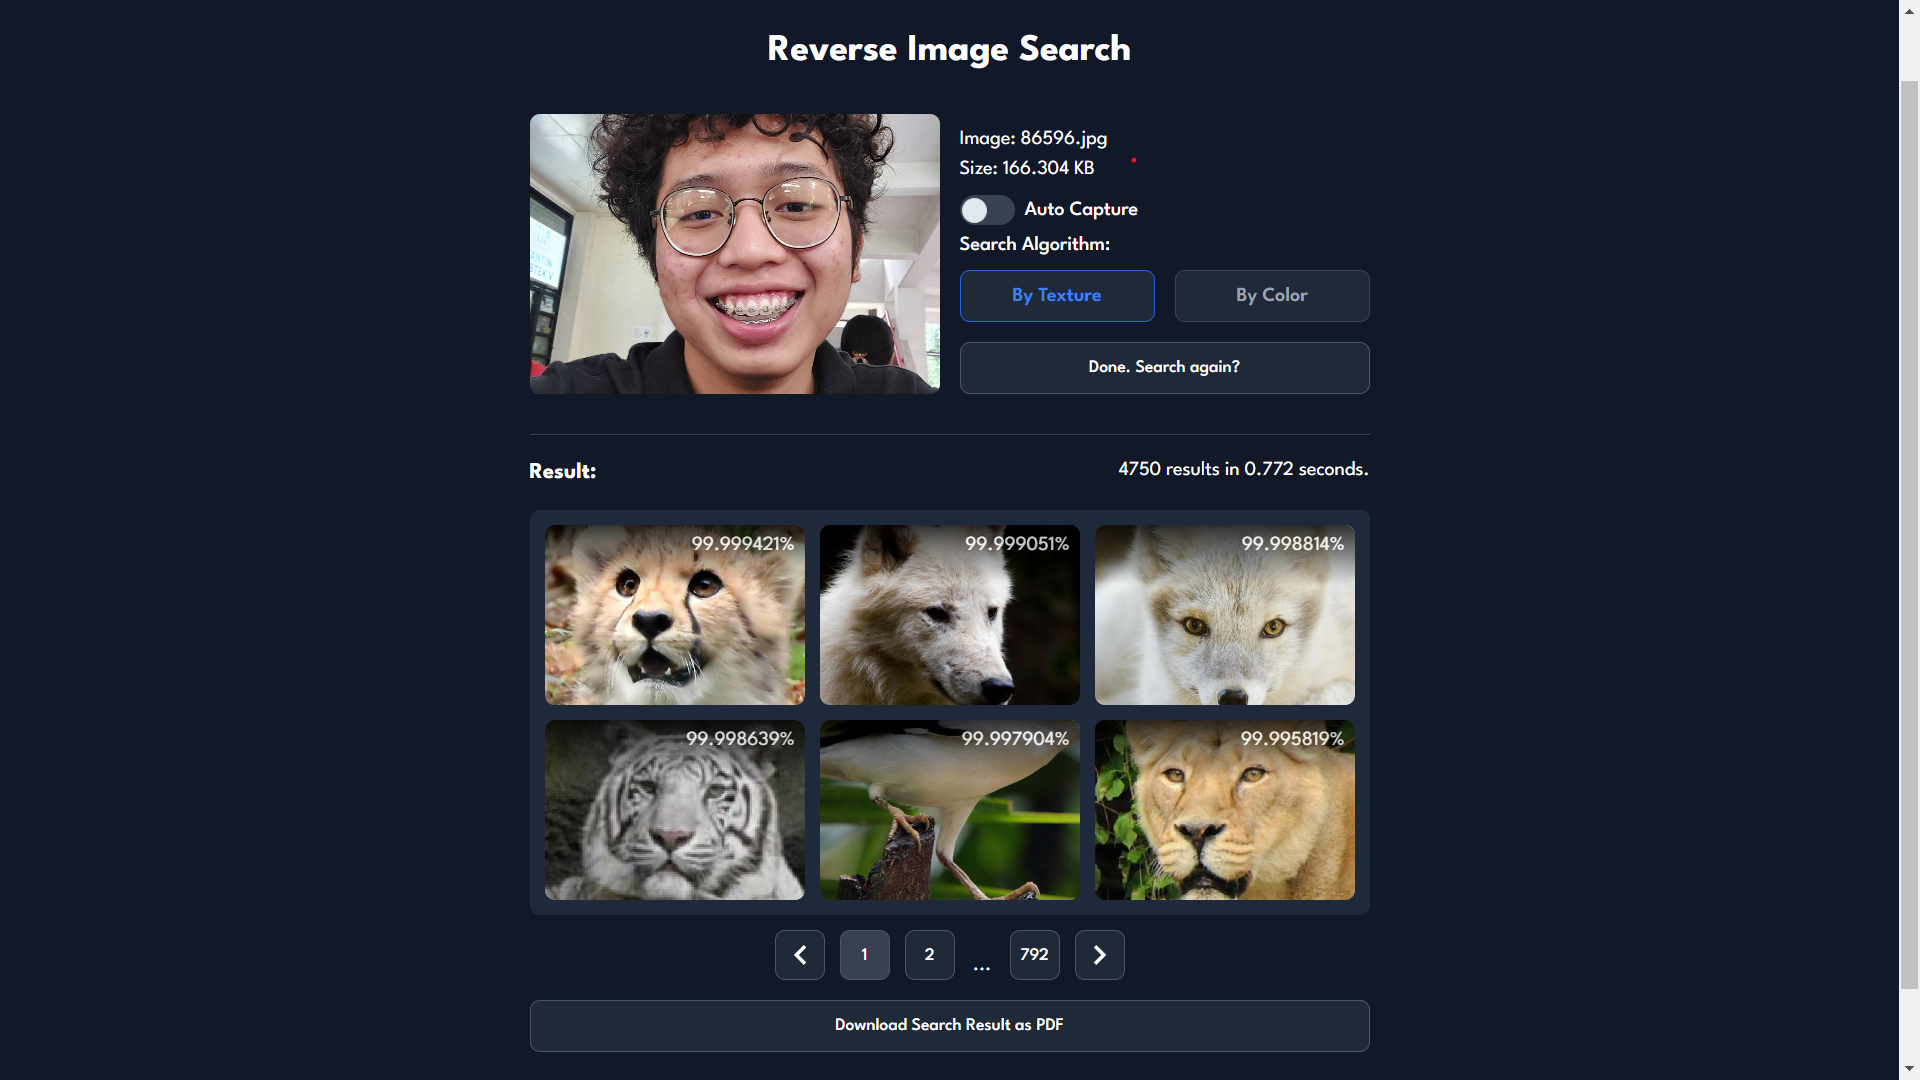 Reverse Image Search
Image: 86596.jpg
Size: 166.304 KB
Auto Capture
Search Algorithm:
By Texture
By Color
Done. Search again?
ANTIN
Result:
4750 results in 0.772 seconds.
99.999421%
99.999051%
99.998814%
99.998639%
99.997904%
99.995819%
1
2
...
792
Download Search Result as PDF